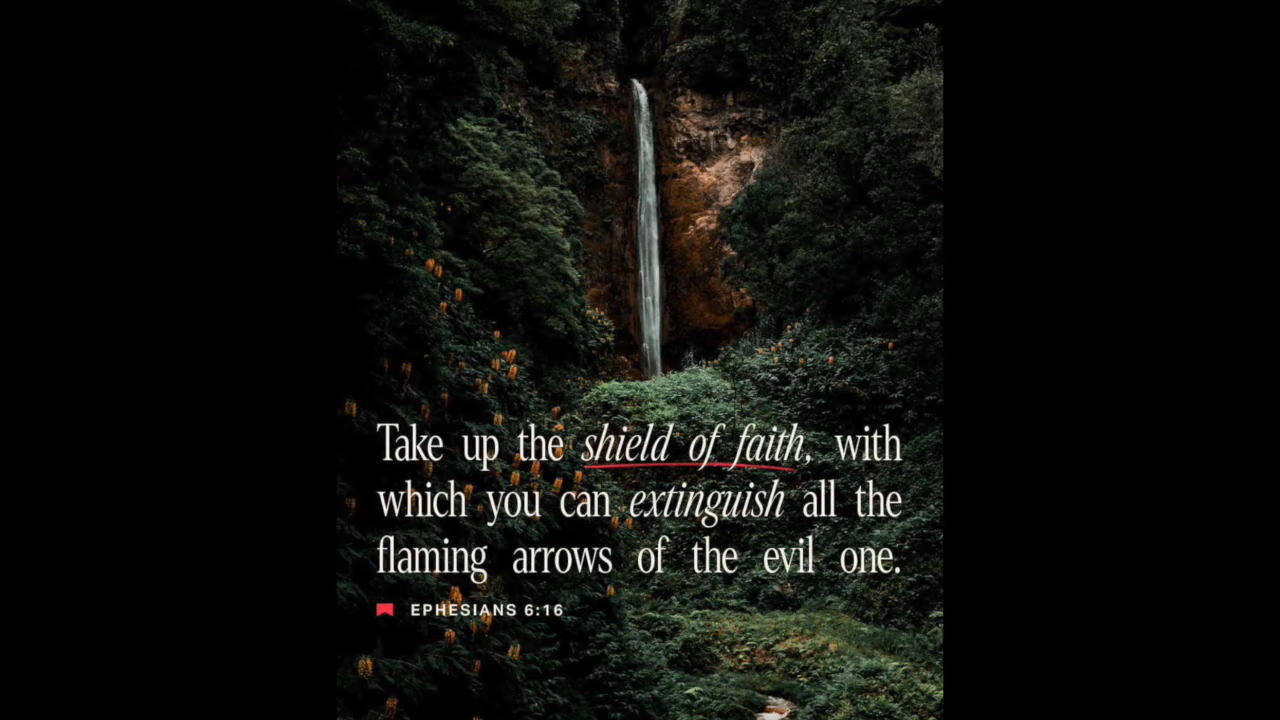 Take up the shield of faith, with
which you can extinguish all the
flaming arrows of the evil one.
EPHESIANS 6:16